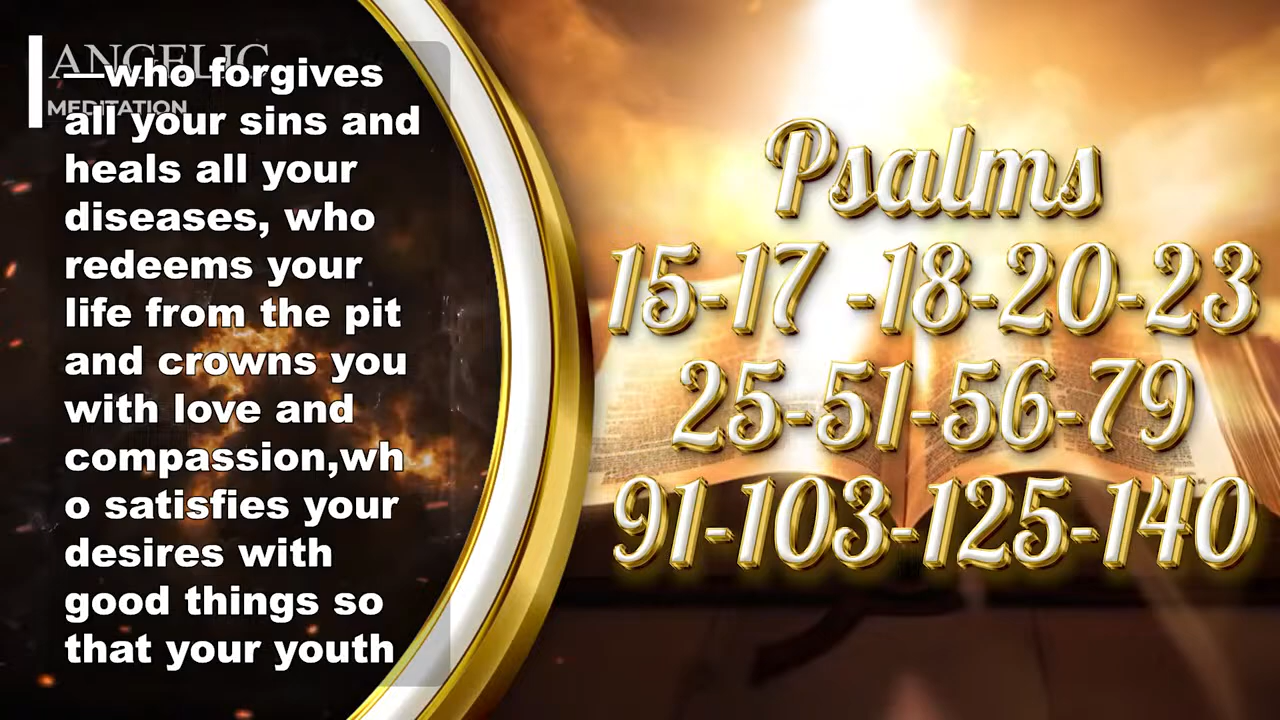 ANGELIC
MEDITATION
—who forgives
all your sins and
heals all your
diseases, who
redeems your
life from the pit
and crowns you
with love and
compassion,wh
o satisfies your
desires with
good things so
that your youth
Psalms
15-17 -18-20-23
25-51-56-79
91-103-125-140